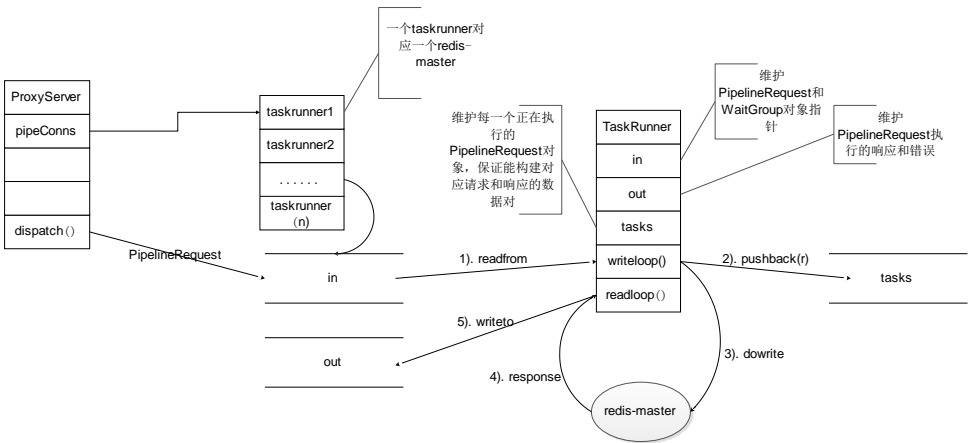 一个taskrunner对
应一个redis-
master
ProxyServer
pipeConns
dispatch()
taskrunner1
taskrunner2
......
taskrunner
(n)
维护每一个正在执
行的
PipelineRequest对
象，保证能构建对
应请求和响应的数
据对
TaskRunner
in
out
tasks
writeloop()
readloop()
维护
PipelineRequest和
WaitGroup对象指
针
维护
PipelineRequest执
行的响应和错误
PipelineRequest
in
1). readfrom
2). pushback(r)
tasks
5). writeto
out
4). response
3). dowrite
redis-master